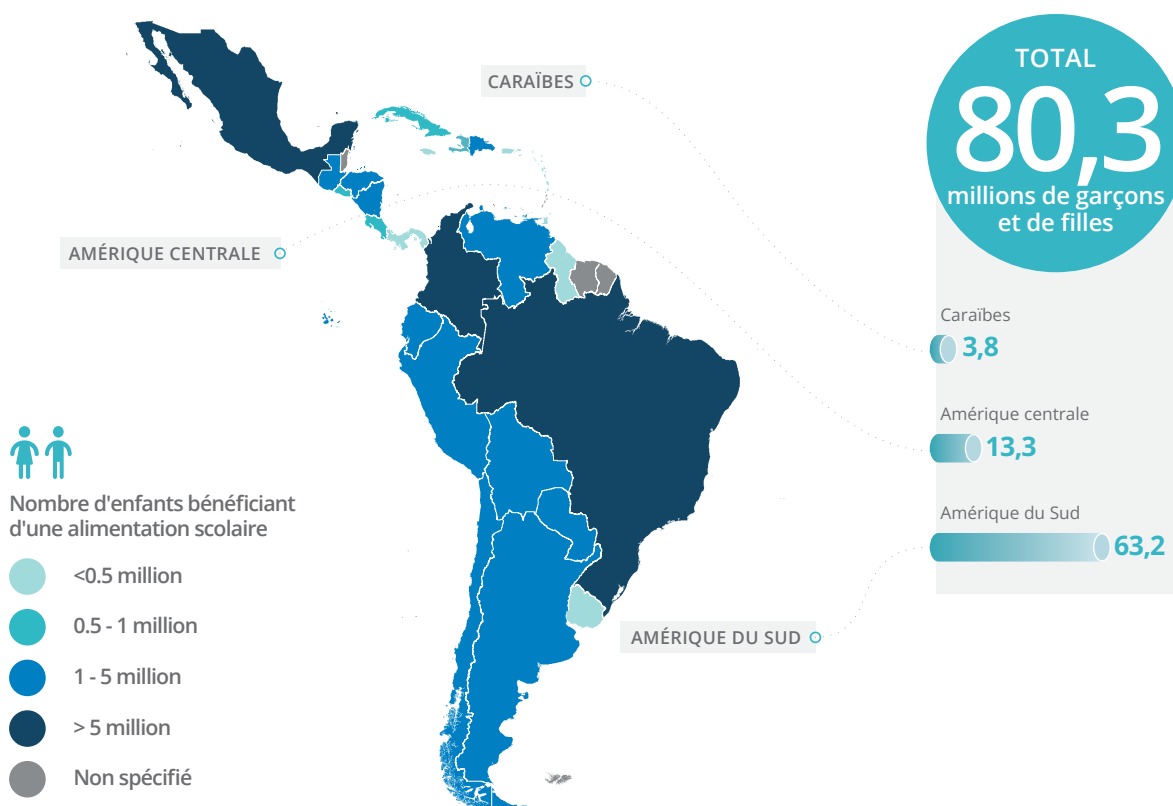 CARAÏBES
AMÉRIQUE CENTRALE
AMÉRIQUE DU SUD
TOTAL
80,3
millions de garçons
et de filles
Caraïbes
3,8
Amérique centrale
13,3
Amérique du Sud
63,2
Nombre d'enfants bénéficiant
d'une alimentation scolaire
<0.5 million
0.5 - 1 million
1 - 5 million
> 5 million
Non spécifié